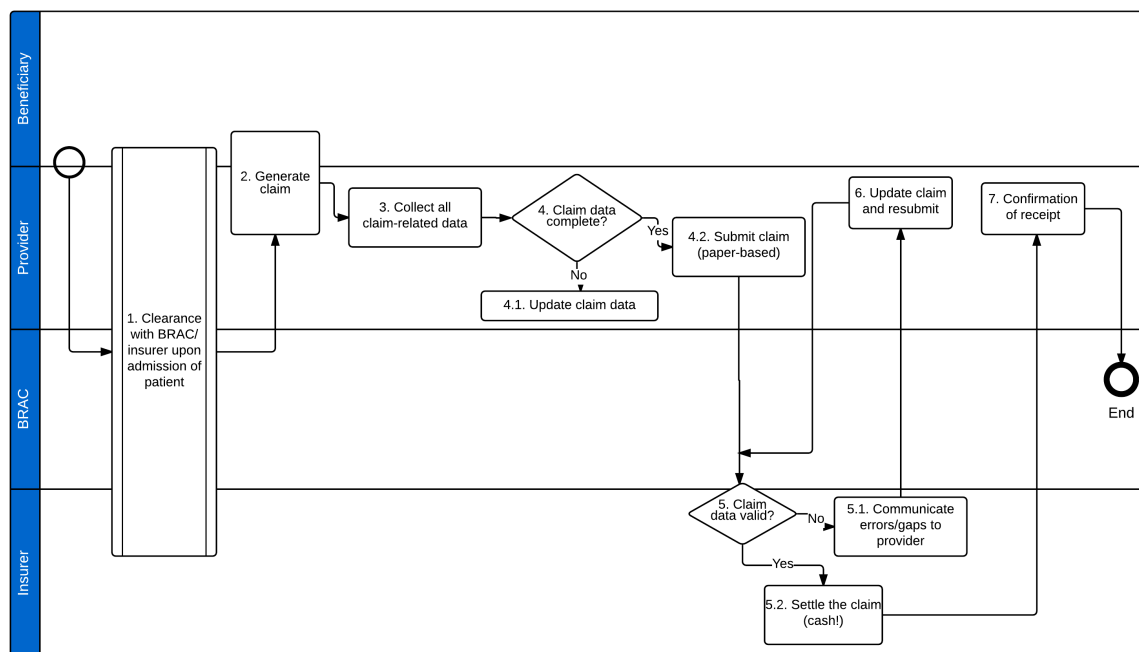 Beneficiary
Provider
BRAC
Insurer
1. Clearance
with BRAC/
insurer upon
admission of
patient
2. Generate
claim
3. Collect all
claim-related data
4. Claim data
complete?
Yes
No
4.1. Update claim data
4.2. Submit claim
(paper-based)
5. Claim
data valid?
No
Yes
5.1. Communicate
errors/gaps to
provider
5.2. Settle the claim
(cash!)
6. Update claim
and resubmit
7. Confirmation
of receipt
End